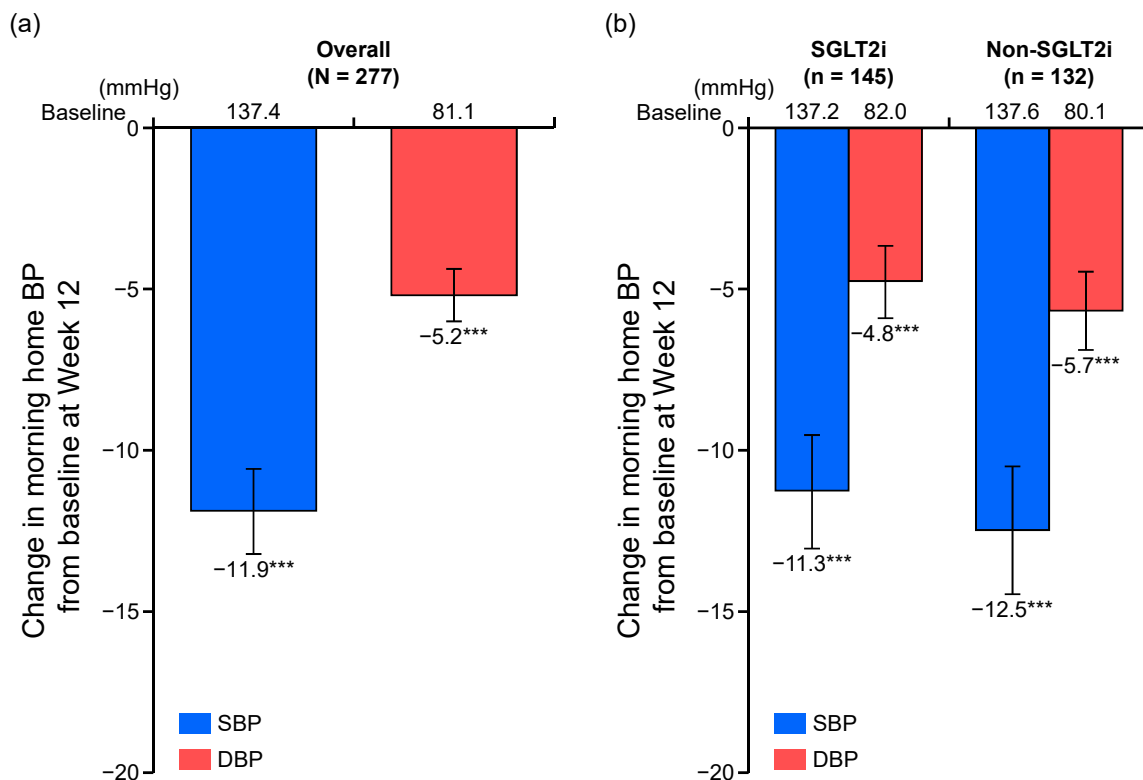 (a)
Overall
(N = 277)
(mmHg)
Baseline 137.4 81.1
0
−5
−10
−15
−20
Change in morning home BP
from baseline at Week 12
−5.2***
−11.9***
SBP
DBP
(b)
SGLT2i Non-SGLT2i
(n = 145) (n = 132)
(mmHg)
Baseline 137.2 82.0 137.6 80.1
0
−5
−10
−15
−20
Change in morning home BP
from baseline at Week 12
−4.8***
−5.7***
−11.3***
−12.5***
SBP
DBP